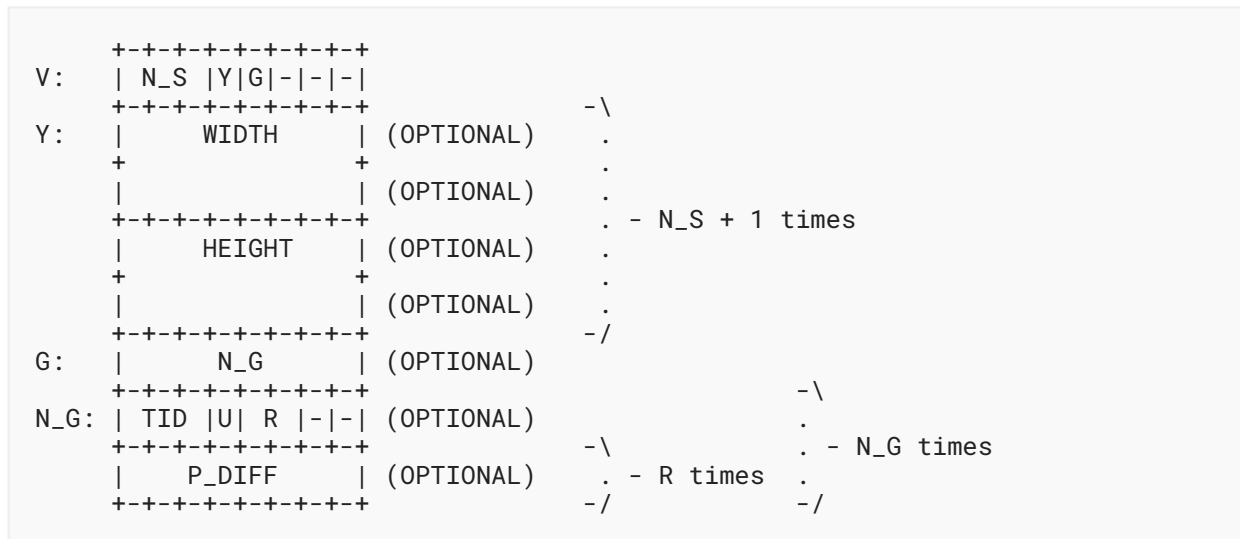 +-+-+-+-+-+-+-+-+
V:   | N_S |Y|G|-|-|-|
     +-+-+-+-+-+-+-+-+              -\
Y:   |     WIDTH     | (OPTIONAL)    .
     +               +               .
     |               | (OPTIONAL)    .
     +-+-+-+-+-+-+-+-+               . - N_S + 1 times
     |     HEIGHT    | (OPTIONAL)    .
     +               +               .
     |               | (OPTIONAL)    .
     +-+-+-+-+-+-+-+-+              -/
G:   |      N_G      | (OPTIONAL)
     +-+-+-+-+-+-+-+-+                            -\
N_G: | TID |U| R |-|-| (OPTIONAL)                 .
     +-+-+-+-+-+-+-+-+              -\            . - N_G times
     |    P_DIFF     | (OPTIONAL)    . - R times  .
     +-+-+-+-+-+-+-+-+              -/            -/